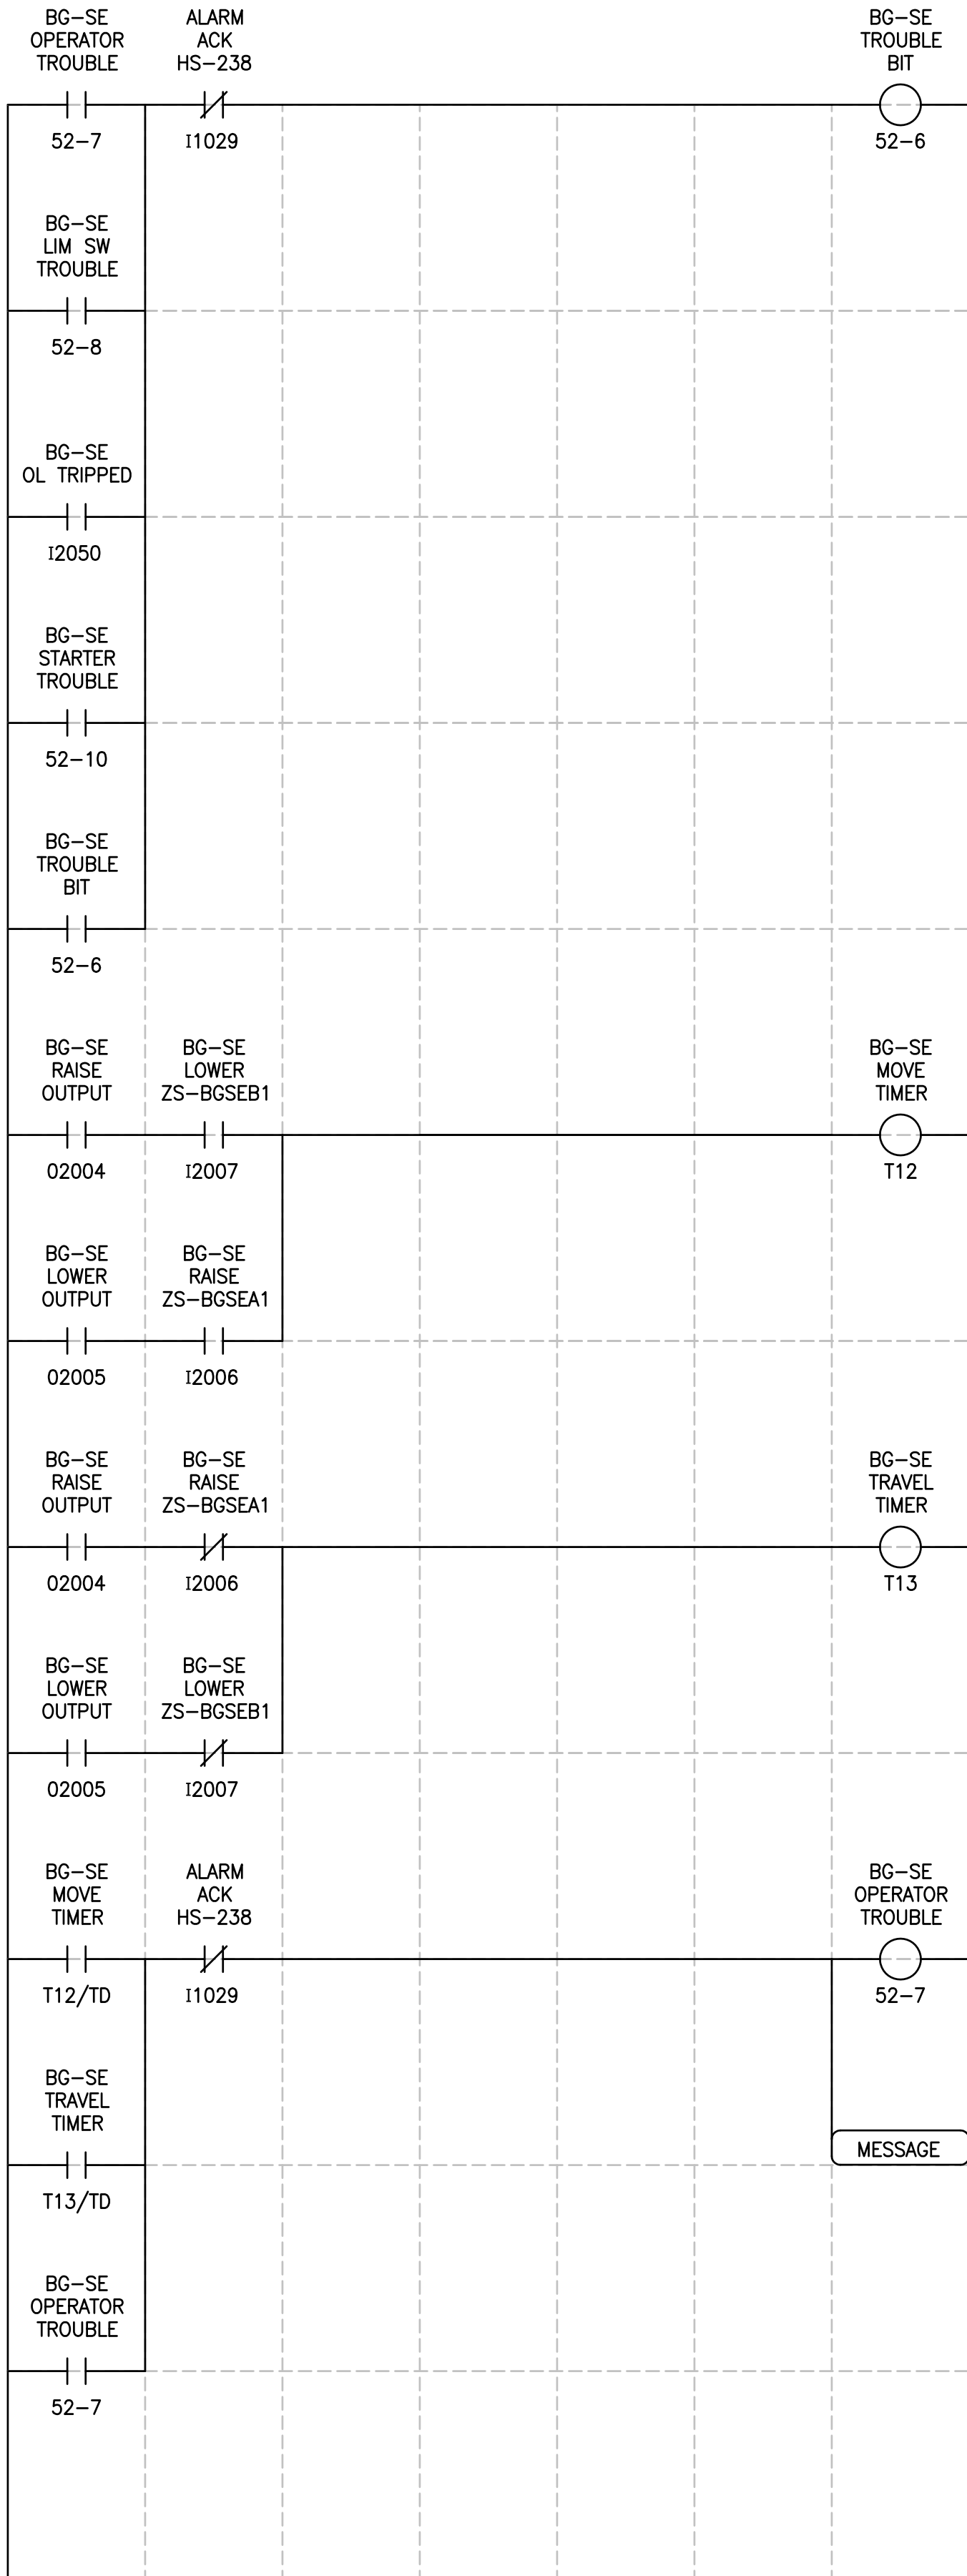 BG-SE
OPERATOR
TROUBLE
ALARM
ACK
HS-238
BG-SE
TROUBLE
BIT
52-7
I1029
52-6
BG-SE
LIM SW
TROUBLE
52-8
BG-SE
OL TRIPPED
I2050
BG-SE
STARTER
TROUBLE
52-10
BG-SE
TROUBLE
BIT
52-6
BG-SE
RAISE
OUTPUT
BG-SE
LOWER
ZS-BGSEB1
BG-SE
MOVE
TIMER
O2004
I2007
T12
BG-SE
LOWER
OUTPUT
BG-SE
RAISE
ZS-BGSEA1
O2005
I2006
BG-SE
RAISE
OUTPUT
BG-SE
RAISE
ZS-BGSEA1
BG-SE
TRAVEL
TIMER
O2004
I2006
T13
BG-SE
LOWER
OUTPUT
BG-SE
LOWER
ZS-BGSEB1
O2005
I2007
BG-SE
MOVE
TIMER
ALARM
ACK
HS-238
BG-SE
OPERATOR
TROUBLE
T12/TD
I1029
52-7
BG-SE
TRAVEL
TIMER
MESSAGE
T13/TD
BG-SE
OPERATOR
TROUBLE
52-7